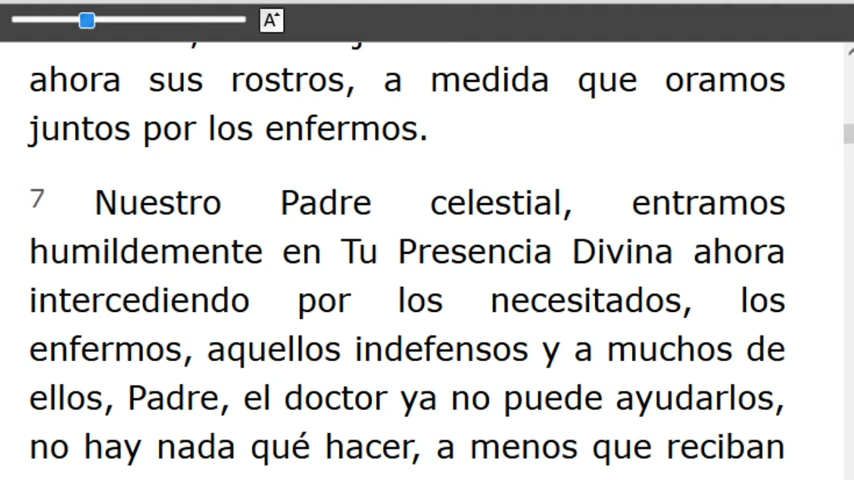 A
ahora sus rostros, a medida que oramos
juntos por los enfermos.
7 Nuestro Padre celestial, entramos
humildemente en Tu Presencia Divina ahora
intercediendo por los necesitados, los
enfermos, aquellos indefensos y a muchos de
ellos, Padre, el doctor ya no puede ayudarlos,
no hay nada qué hacer, a menos que reciban